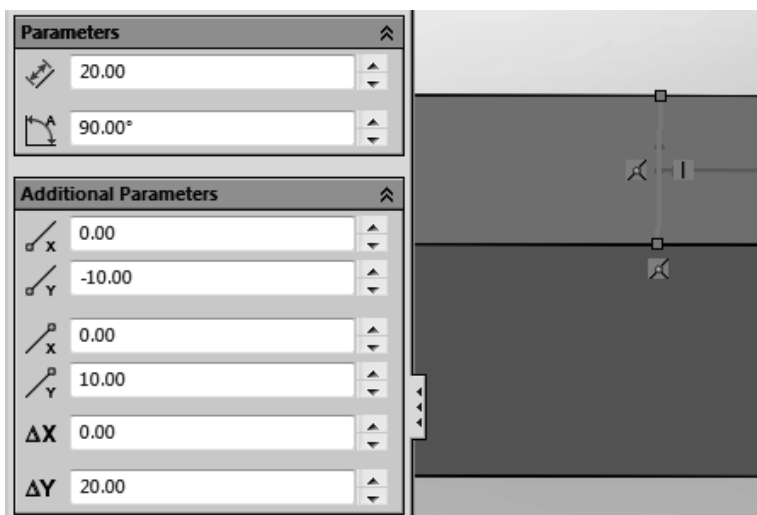 Parameters
20.00
A
90.00°
Additional Parameters
X
0.00
Y
-10.00
X
0.00
Y
10.00
ΔX
0.00
ΔY
20.00